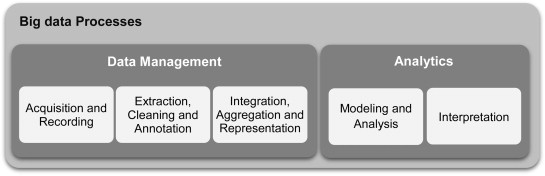 Big data Processes
Data Management
Acquisition and
Recording
Extraction,
Cleaning and
Annotation
Integration,
Aggregation and
Representation
Analytics
Modeling and
Analysis
Interpretation